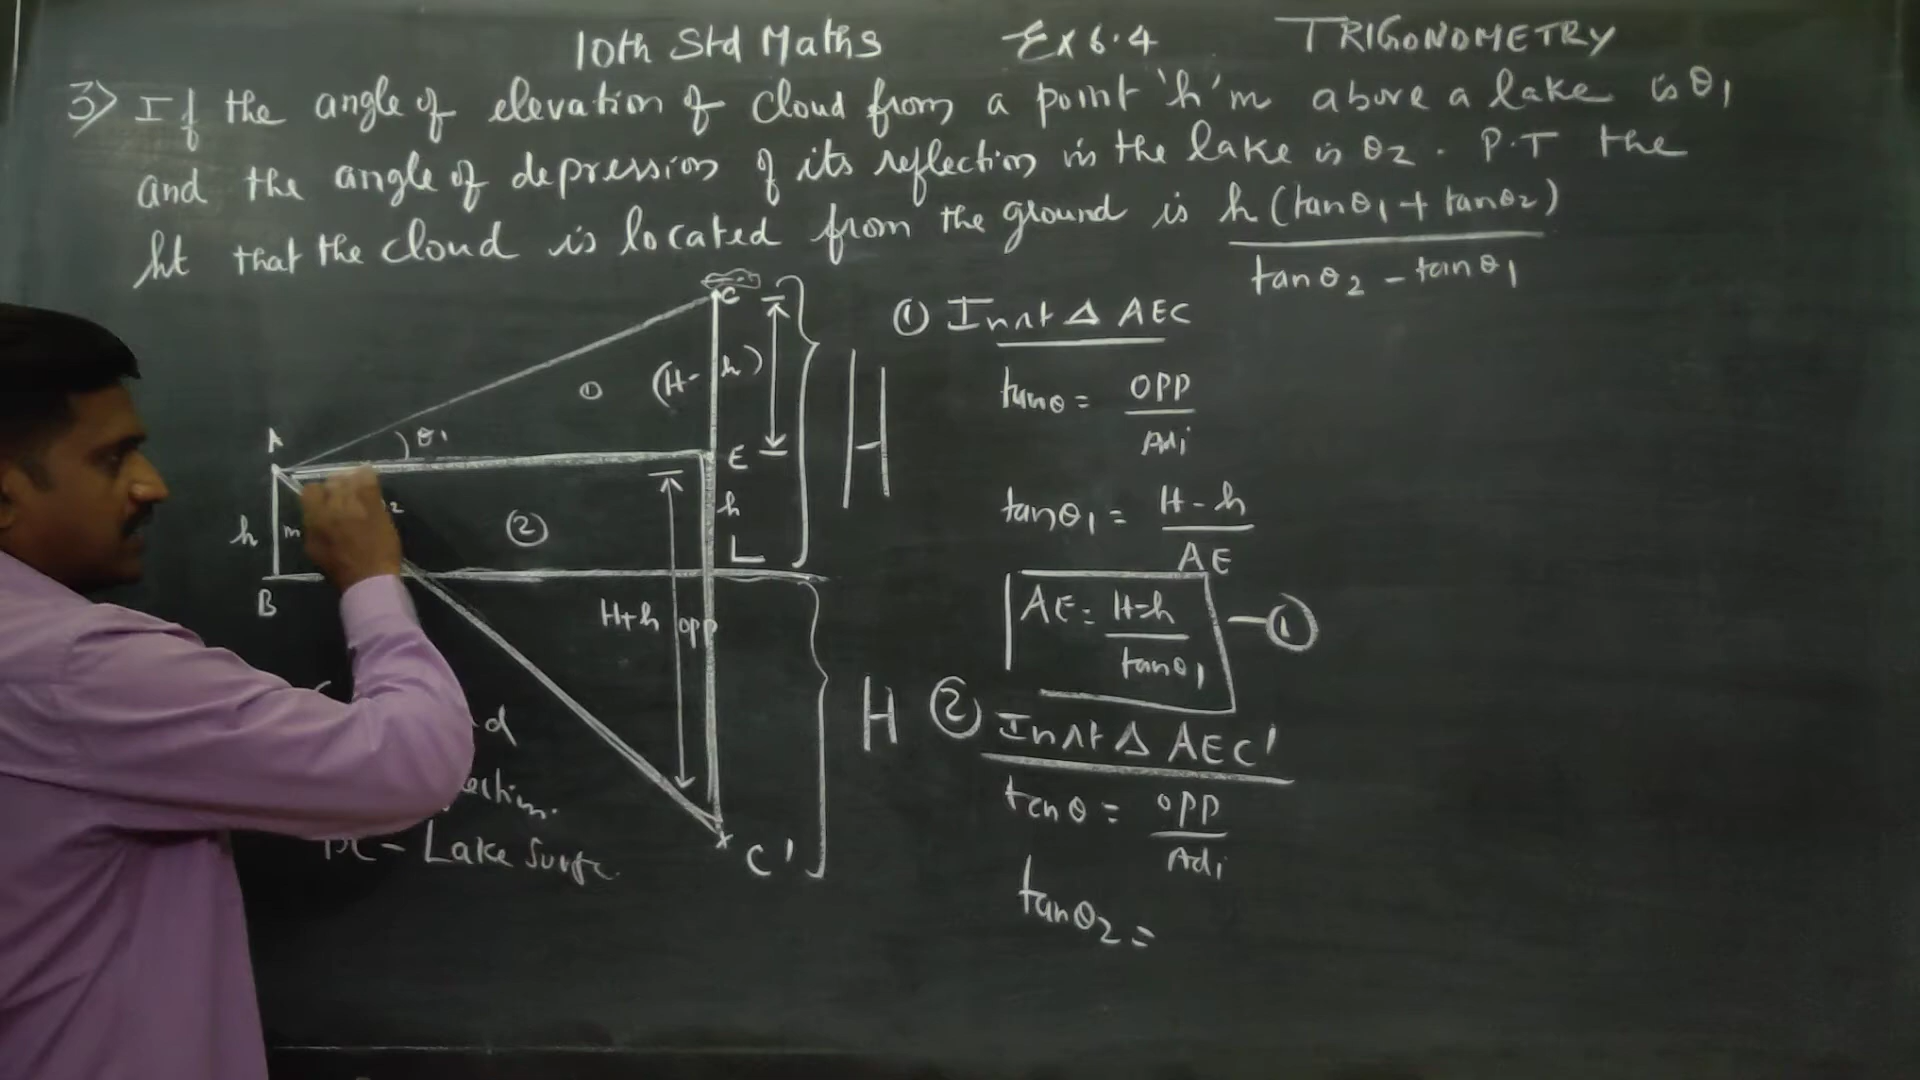 10th Std Maths Ex 6.4 TRIGONOMETRY
3) If the angle of elevation of cloud from a point 'h'm above a lake is θ1
and the angle of depression of its reflection in the lake is θ2. P.T the
ht that the cloud is located from the ground is h(tanθ1 + tanθ2)
tanθ2 - tanθ1
C
(H-h)
H
①
A
θ1
E
h
m
2
②
h
L
B
H+h
opp
H
d
ection.
- Lake Surfc
C'
① In rt Δ AEC
tanθ = opp
Adj
tanθ1 = H-h
AE
AE = H-h
tanθ1
①
② In rt Δ AEC'
tanθ = opp
Adj
tanθ2 =